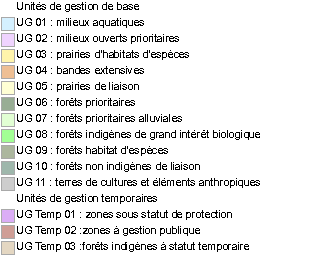 Unités de gestion de base
UG 01 : milieux aquatiques
UG 02 : milieux ouverts prioritaires
UG 03 : prairies d'habitats d'espèces
UG 04 : bandes extensives
UG 05 : prairies de liaison
UG 06 : forêts prioritaires
UG 07 : forêts prioritaires alluviales
UG 08 : forêts indigènes de grand intérêt biologique
UG 09 : forêts habitat d'espèces
UG 10 : forêts non indigènes de liaison
UG 11 : terres de cultures et éléments anthropiques
Unités de gestion temporaires
UG Temp 01 : zones sous statut de protection
UG Temp 02 :zones à gestion publique
UG Temp 03 :forêts indigènes à statut temporaire